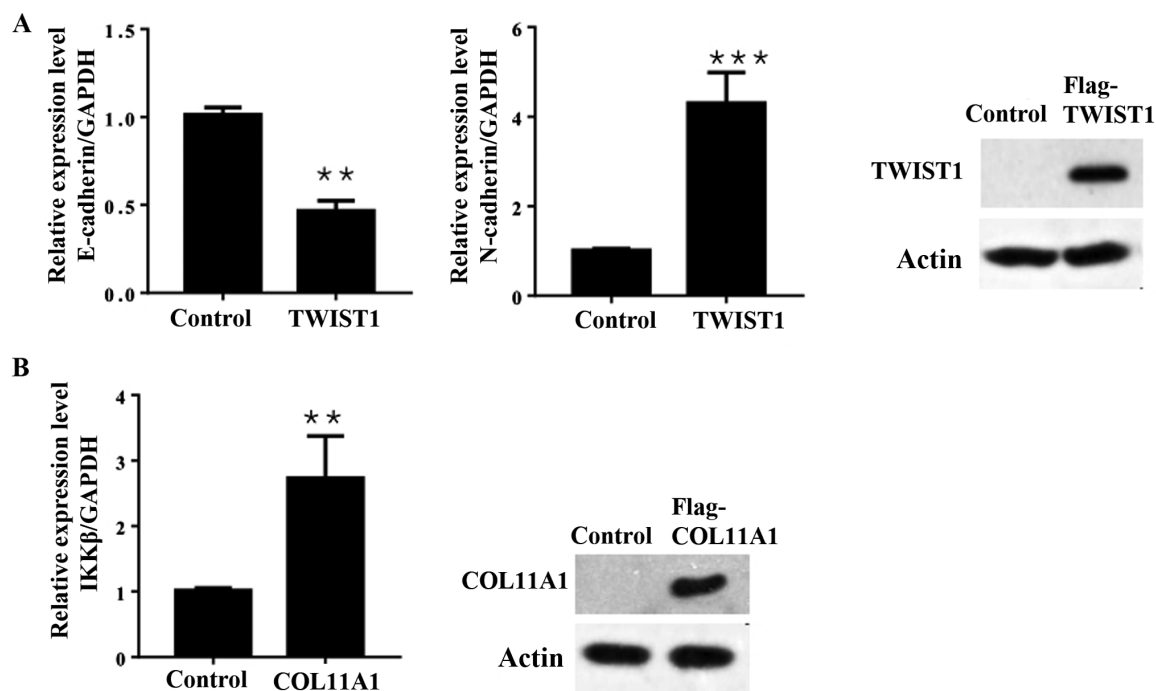 A
Relative expression level
E-cadherin/GAPDH
1.5
1.0
0.5
0.0
**
Control
TWIST1
Relative expression level
N-cadherin/GAPDH
6
4
2
0
***
Control
TWIST1
Control
Flag-
TWIST1
TWIST1
Actin
B
Relative expression level
IKKβ/GAPDH
4
3
2
1
0
**
Control
COL11A1
Control
Flag-
COL11A1
COL11A1
Actin